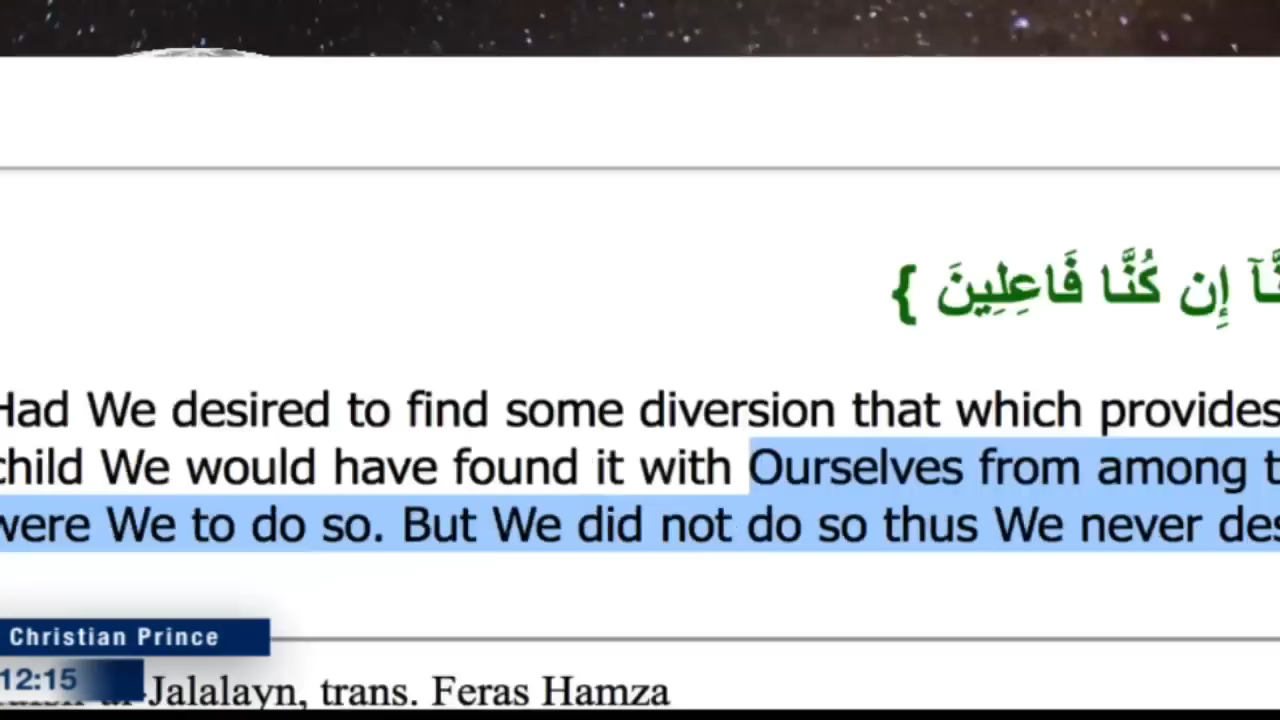 إِن كُنَّا فَاعِلِينَ }
Had We desired to find some diversion that which provides
child We would have found it with Ourselves from among
were We to do so. But We did not do so thus We never
Christian Prince
12:15
al-Jalalayn, trans. Feras Hamza